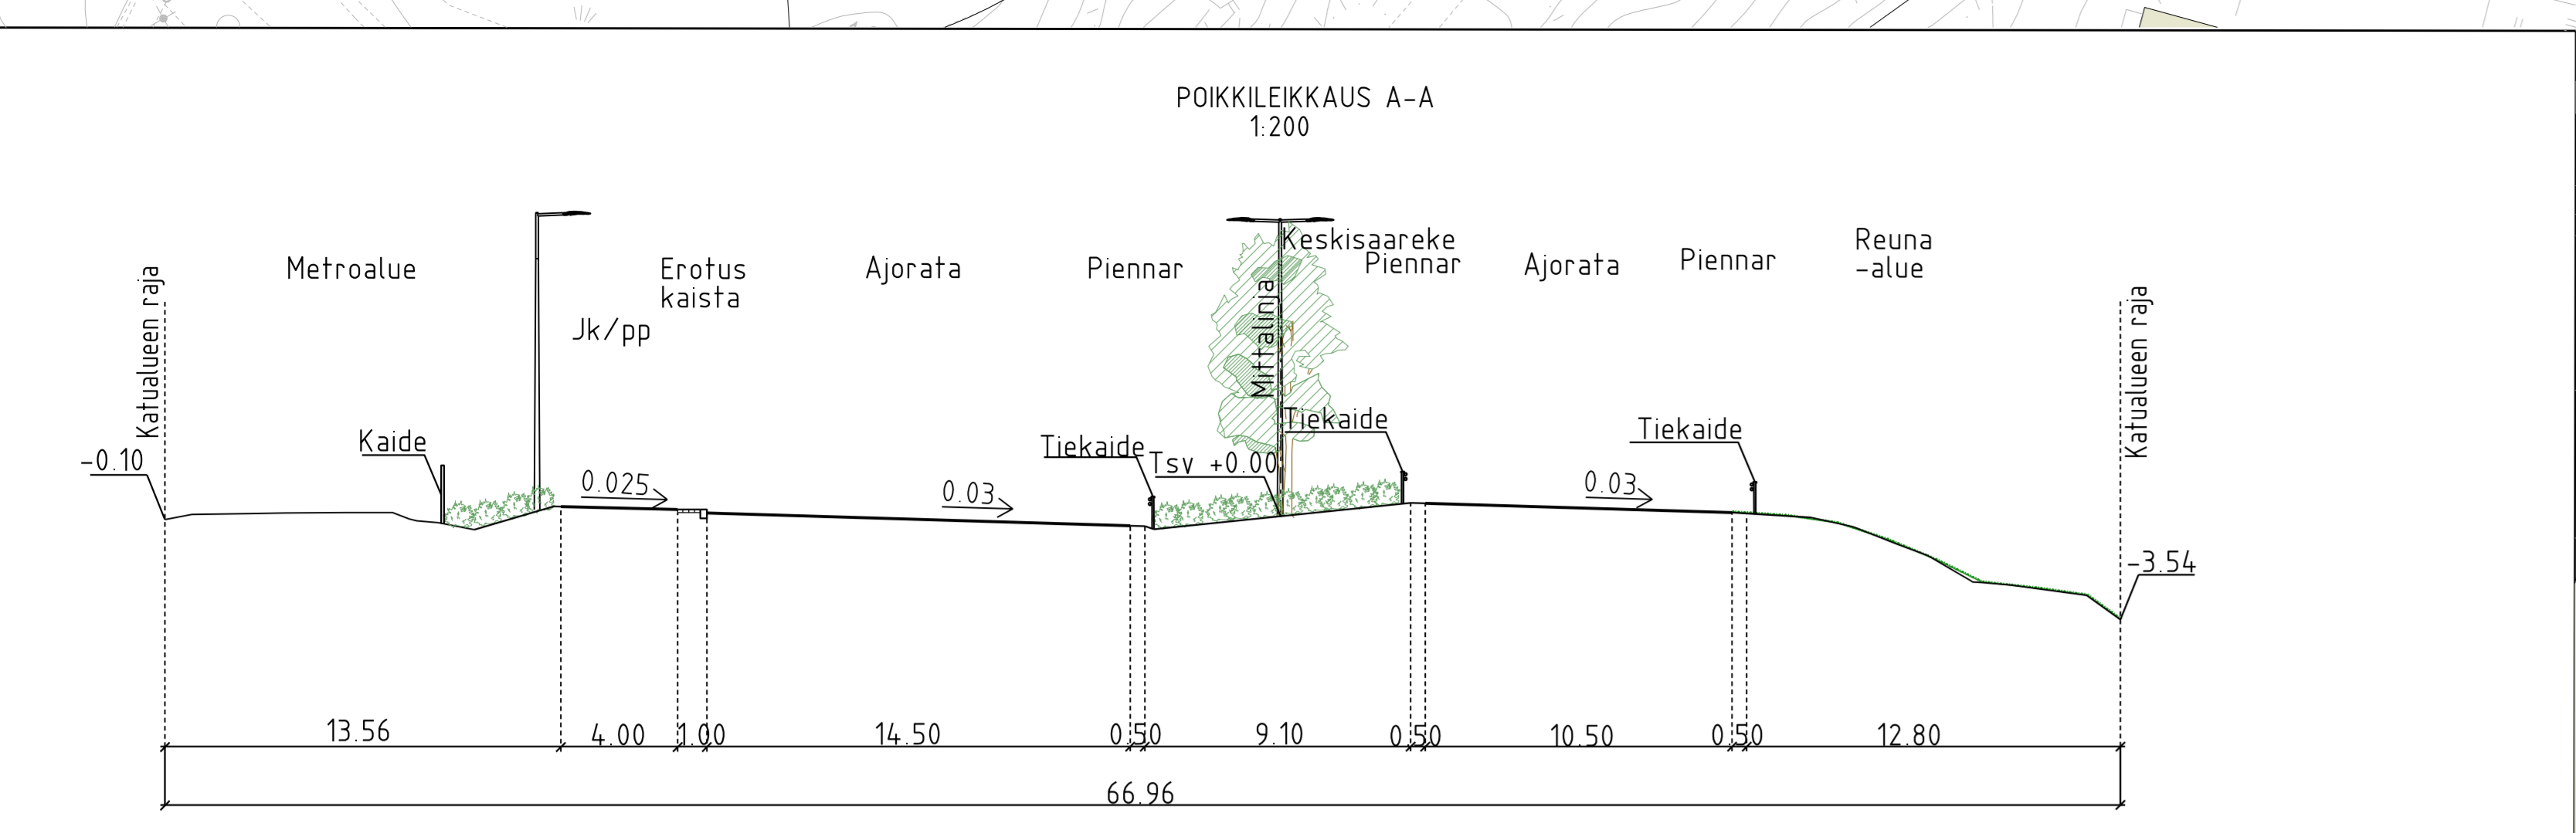 POIKKILEIKKAUS A-A
1:200
Katualueen raja
Metroalue
Jk/pp
Erotus
kaista
Ajorata
Piennar
Mittalinja
Keskisaareke
Piennar
Ajorata
Piennar
Reuna
-alue
Katualueen raja
-0.10
Kaide
0.025
0.03
Tiekaide
Tsv +0.00
Tiekaide
0.03
Tiekaide
-3.54
13.56
4.00
1.00
14.50
0.50
9.10
0.50
10.50
0.50
12.80
66.96